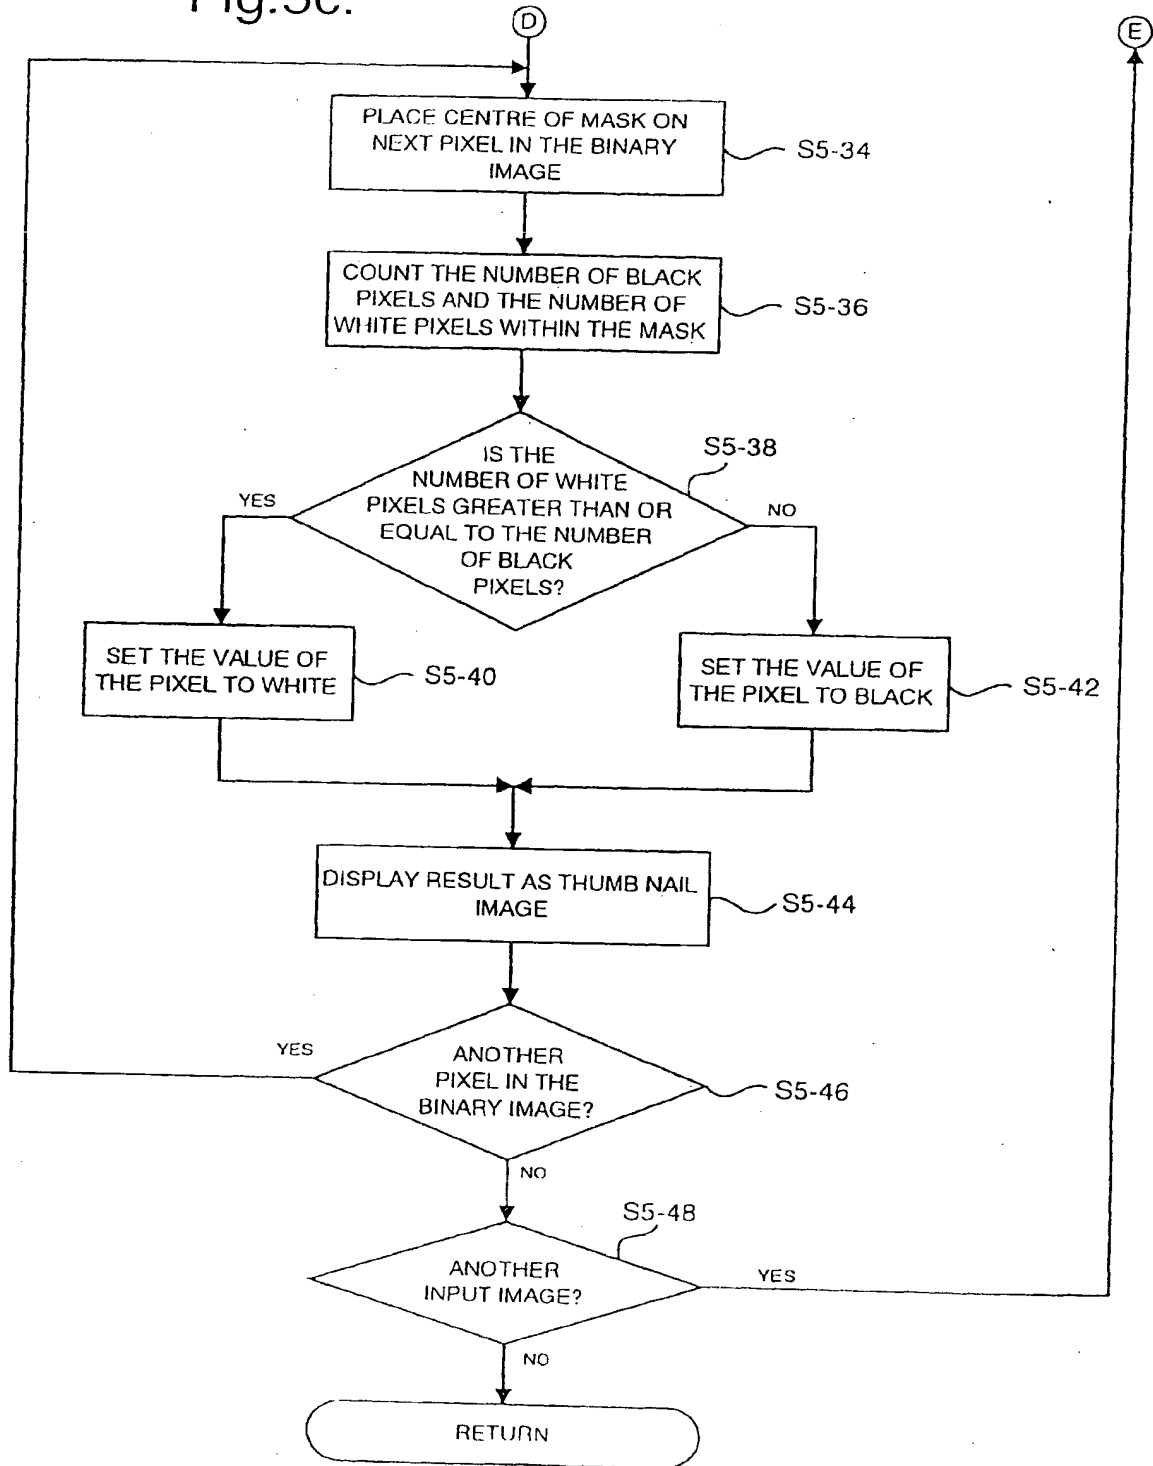 Fig.5c.
D
E
PLACE CENTRE OF MASK ON
NEXT PIXEL IN THE BINARY
IMAGE
S5-34
COUNT THE NUMBER OF BLACK
PIXELS AND THE NUMBER OF
WHITE PIXELS WITHIN THE MASK
S5-36
IS THE
NUMBER OF WHITE
PIXELS GREATER THAN OR
EQUAL TO THE NUMBER
OF BLACK
PIXELS?
S5-38
YES
NO
SET THE VALUE OF
THE PIXEL TO WHITE
S5-40
SET THE VALUE OF
THE PIXEL TO BLACK
S5-42
DISPLAY RESULT AS THUMB NAIL
IMAGE
S5-44
YES
ANOTHER
PIXEL IN THE
BINARY IMAGE?
S5-46
NO
S5-48
ANOTHER
INPUT IMAGE?
YES
NO
RETURN